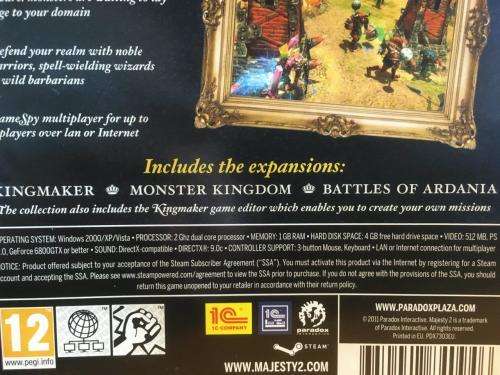 ge to your domain
efend your realm with noble
arriors, spell-wielding wizards
wild barbarians
ameSpy multiplayer for up to
players over lan or Internet
Includes the expansions:
KINGMAKER MONSTER KINGDOM BATTLES OF ARDANIA
The collection also includes the Kingmaker game editor which enables you to create your own missions
OPERATING SYSTEM: Windows 2000/XP/Vista • PROCESSOR: 2 Ghz dual core processor • MEMORY: 1 GB RAM • HARD DISK SPACE: 4 GB free hard drive space • VIDEO: 512 MB, PS
.0, GeForce 6800GTX or better • SOUND: DirectX-compatible • DIRECTX®: 9.0c • CONTROLLER SUPPORT: 3-button Mouse, Keyboard • LAN or Internet connection for multiplayer
NOTICE: Product offered subject to your acceptance of the Steam Subscriber Agreement ("SSA"). You must activate this product via the Internet by registering for a Steam
ccount and accepting the SSA. Please see www.steampowered.com/agreement to view the SSA prior to purchase. If you do not agree with the provisions of the SSA, you should
return this game unopened to your retailer in accordance with their return policy.
12
www.pegi.info
1C
1C COMPANY
1C
paradox
INTERACTIVE
STEAM
WWW.MAJESTY2.COM
WWW.PARADOXPLAZA.COM
© 2011 Paradox Interactive. Majesty 2 is a trademark
of Paradox Interactive. All rights reserved.
Printed in EU. PDX7303EU